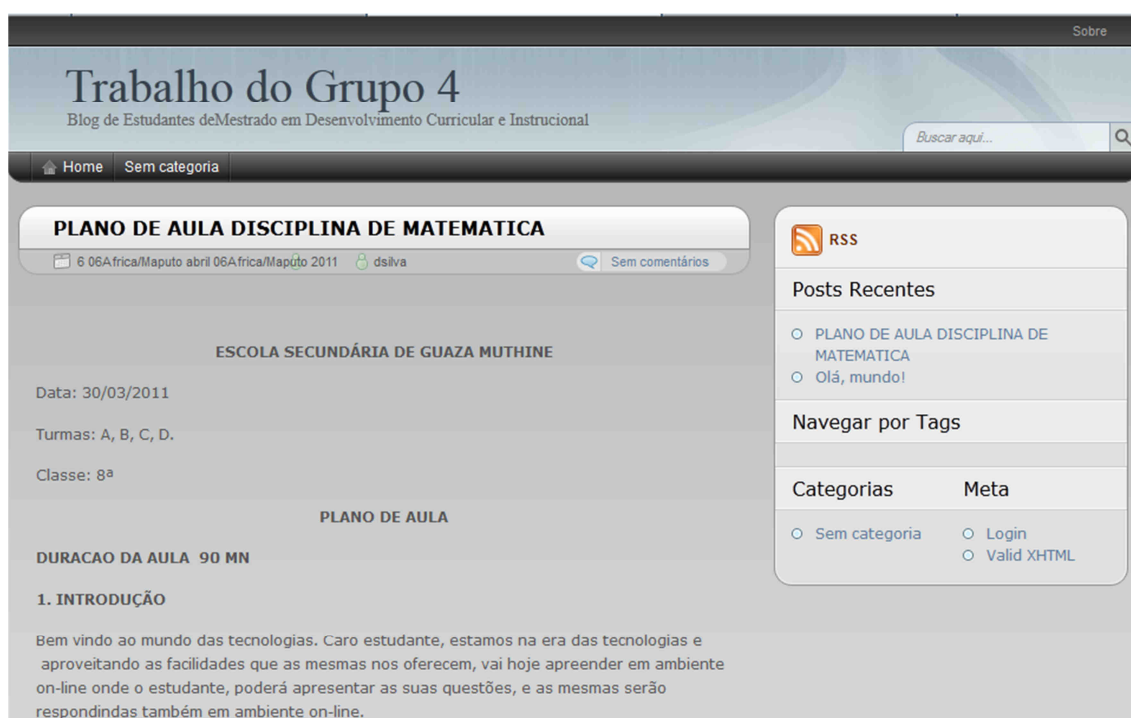 Sobre
Trabalho do Grupo 4
Blog de Estudantes deMestrado em Desenvolvimento Curricular e Instrucional
Buscar aqui...
Home Sem categoria
PLANO DE AULA DISCIPLINA DE MATEMATICA
6 06Africa/Maputo abril 06Africa/Maputo 2011 dsilva Sem comentários
ESCOLA SECUNDÁRIA DE GUAZA MUTHINE
Data: 30/03/2011
Turmas: A, B, C, D.
Classe: 8ª
PLANO DE AULA
DURACAO DA AULA 90 MN
1. INTRODUÇÃO
Bem vindo ao mundo das tecnologias. Caro estudante, estamos na era das tecnologias e
aproveitando as facilidades que as mesmas nos oferecem, vai hoje apreender em ambiente
on-line onde o estudante, poderá apresentar as suas questões, e as mesmas serão
respondindas também em ambiente on-line.
RSS
Posts Recentes
PLANO DE AULA DISCIPLINA DE
MATEMATICA
Olá, mundo!
Navegar por Tags
Categorias Meta
Sem categoria Login
Valid XHTML